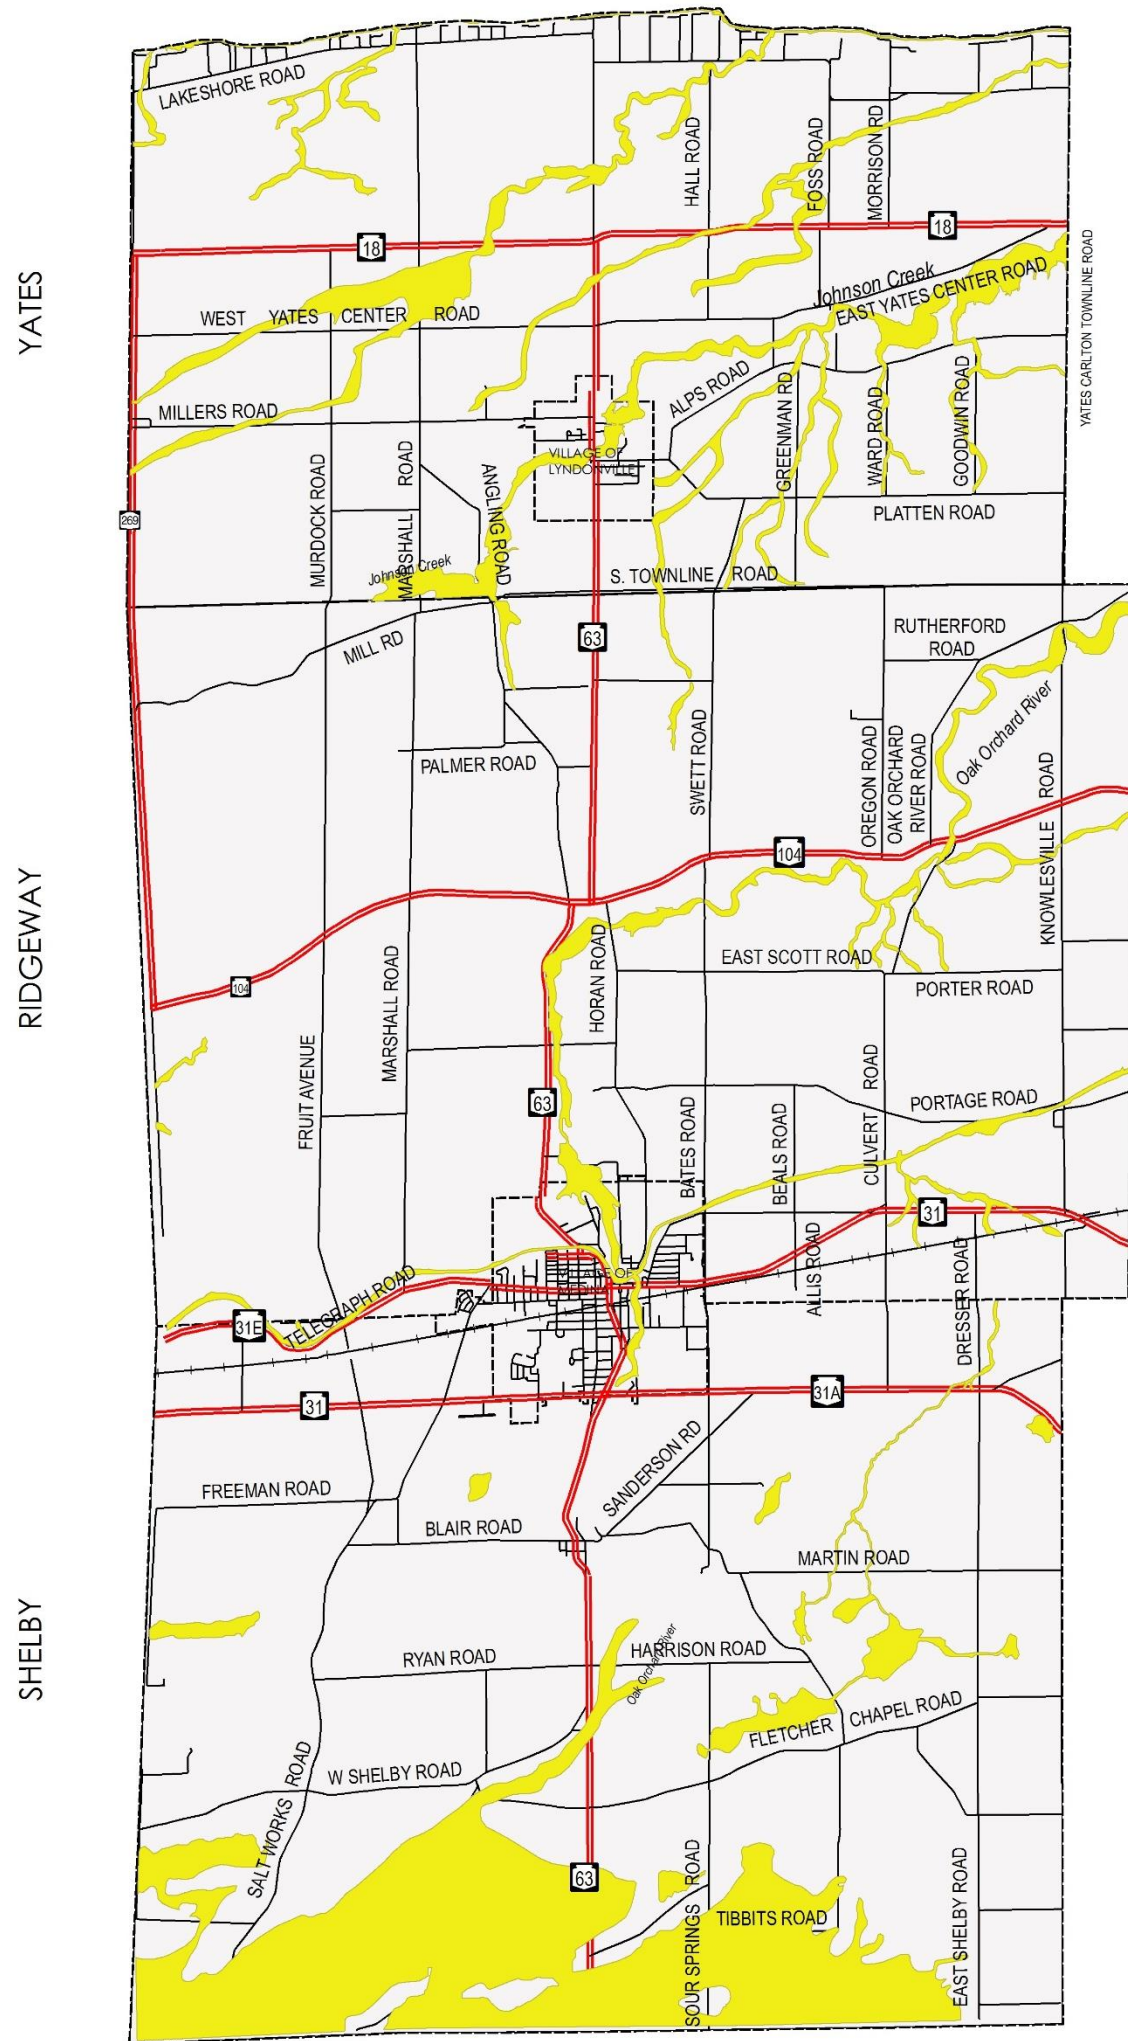 LAKESHORE ROAD
HALL ROAD
FOSS ROAD
MORRISON RD
18
18
YATES
Johnson Creek
EAST YATES CENTER ROAD
YATES CARLTON TOWNLINE ROAD
WEST YATES CENTER ROAD
MILLERS ROAD
ALPS ROAD
GREENMAN RD
WARD ROAD
GOODWIN ROAD
VILLAGE OF
LYNDONVILLE
MURDOCK ROAD
MARSHALL ROAD
ANGLING ROAD
269
PLATTEN ROAD
Johnson Creek
S. TOWNLINE ROAD
63
MILL RD
RUTHERFORD
ROAD
Oak Orchard River
PALMER ROAD
SWETT ROAD
OREGON ROAD
OAK ORCHARD
RIVER ROAD
KNOWLESVILLE ROAD
104
RIDGEWAY
104
HORAN ROAD
EAST SCOTT ROAD
PORTER ROAD
MARSHALL ROAD
FRUIT AVENUE
63
BATES ROAD
BEALS ROAD
CULVERT ROAD
PORTAGE ROAD
31
VILLAGE OF
TELEGRAPH ROAD
31E
ALLIS ROAD
DRESSER ROAD
31
31A
SANDERSON RD
FREEMAN ROAD
BLAIR ROAD
MARTIN ROAD
SHELBY
RYAN ROAD
HARRISON ROAD
Oak Orchard River
FLETCHER CHAPEL ROAD
W SHELBY ROAD
SALT WORKS ROAD
63
SOUR SPRINGS ROAD
TIBBITS ROAD
EAST SHELBY ROAD